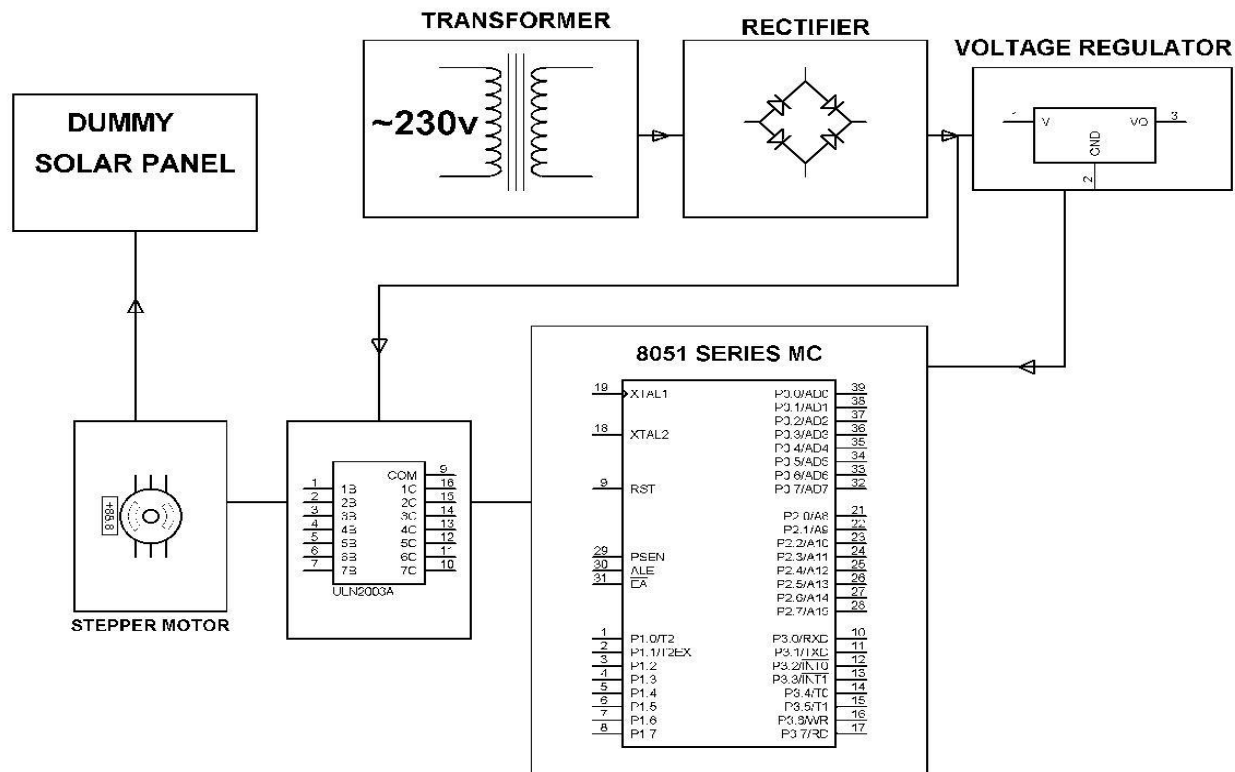 TRANSFORMER
RECTIFIER
VOLTAGE REGULATOR
DUMMY
SOLAR PANEL
~230v
1
V
VO
3
GND
2
8051 SERIES MC
19 XTAL1
18 XTAL2
9 RST
29 PSEN
30 ALE
31 EA
1 P1.0/T2
2 P1.1/T2EX
3 P1.2
4 P1.3
5 P1.4
6 P1.5
7 P1.6
8 P1.7
P0.0/AD0 39
P0.1/AD1 38
P0.2/AD2 37
P0.3/AD3 36
P0.4/AD4 35
P0.5/AD5 34
P0.6/AD6 33
P0.7/AD7 32
P2.0/A8 21
P2.1/A9 22
P2.2/A10 23
P2.3/A11 24
P2.4/A12 25
P2.5/A13 26
P2.6/A14 27
P2.7/A15 28
P3.0/RXD 10
P3.1/TXD 11
P3.2/INT0 12
P3.3/INT1 13
P3.4/T0 14
P3.5/T1 15
P3.6/WR 16
P3.7/RD 17
COM 9
1 1B 1C 16
2 2B 2C 15
3 3B 3C 14
4 4B 4C 13
5 5B 5C 12
6 6B 6C 11
7 7B 7C 10
ULN2003A
+88.8
STEPPER MOTOR